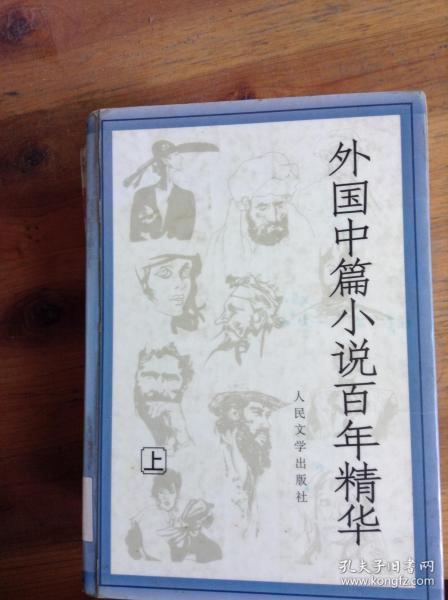 外国中篇小说百年精华
人民文学出版社
上
孔夫子旧书网
www.kongfz.com